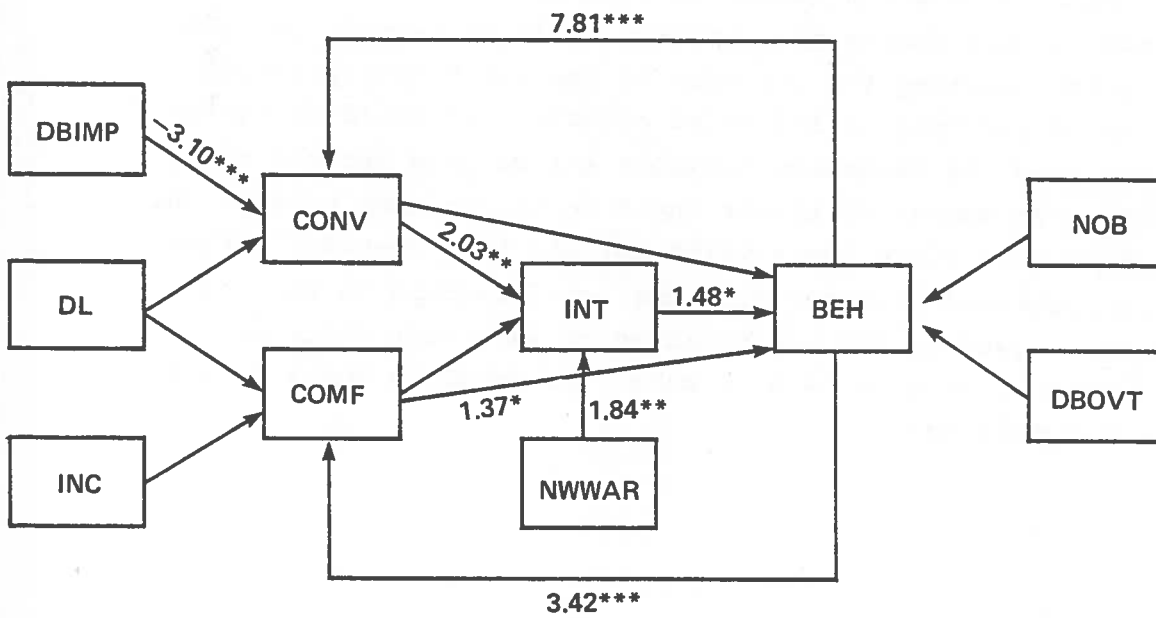 7.81***
DBIMP
−3.10***
CONV
NOB
2.03**
DL
INT
1.48*
BEH
COMF
1.37*
1.84**
DBOVT
INC
NWWAR
3.42***